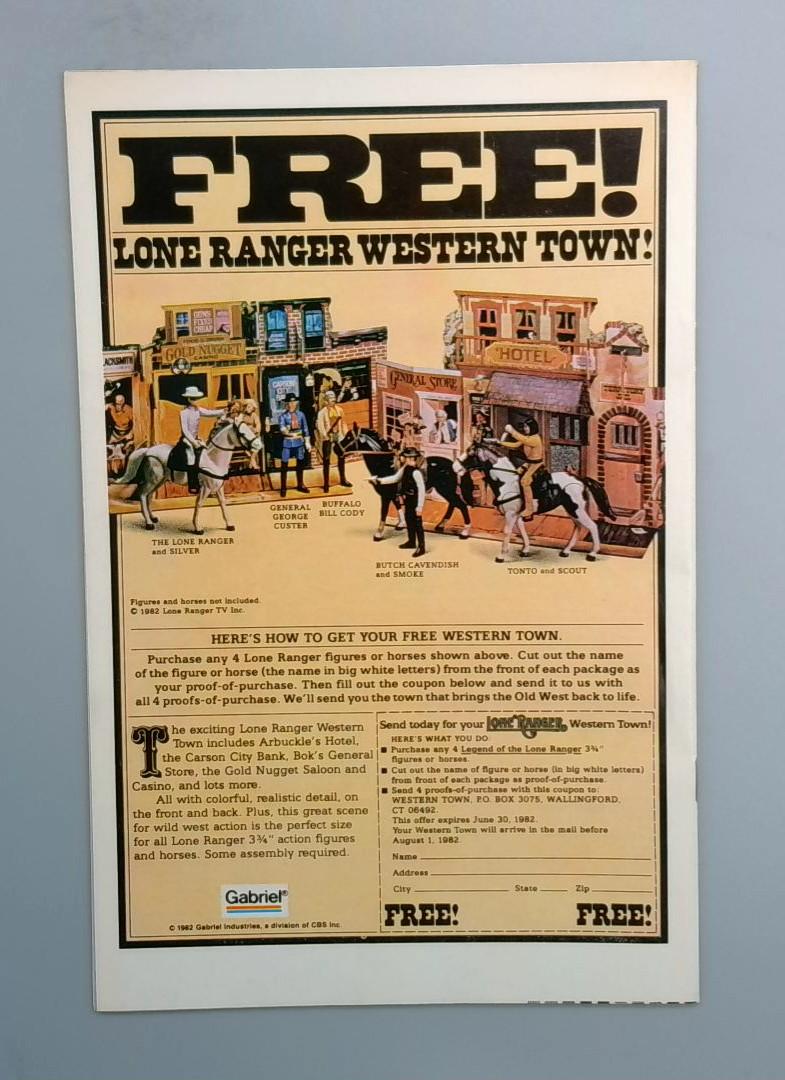 FREE!
LONE RANGER WESTERN TOWN!
GUNS
FIXED
CHEAP
GOLD NUGGET
BLACKSMITH
CARSON
CITY
GENERAL STORE
HOTEL
THE LONE RANGER
and SILVER
GENERAL
GEORGE
CUSTER
BUFFALO
BILL CODY
BUTCH CAVENDISH
and SMOKE
TONTO and SCOUT
Figures and horses not included.
© 1982 Lone Ranger TV Inc.
HERE'S HOW TO GET YOUR FREE WESTERN TOWN.
Purchase any 4 Lone Ranger figures or horses shown above. Cut out the name
of the figure or horse (the name in big white letters) from the front of each package as
your proof-of-purchase. Then fill out the coupon below and send it to us with
all 4 proofs-of-purchase. We'll send you the town that brings the Old West back to life.
The exciting Lone Ranger Western
Town includes Arbuckle's Hotel,
the Carson City Bank, Bok's General
Store, the Gold Nugget Saloon and
Casino, and lots more.
All with colorful, realistic detail, on
the front and back. Plus, this great scene
for wild west action is the perfect size
for all Lone Ranger 3¾" action figures
and horses. Some assembly required.
Gabriel®
© 1982 Gabriel Industries, a division of CBS Inc.
Send today for your LONE RANGER Western Town!
HERE'S WHAT YOU DO
■ Purchase any 4 Legend of the Lone Ranger 3¾"
figures or horses.
■ Cut out the name of figure or horse (in big white letters)
from front of each package as proof-of-purchase.
■ Send 4 proofs-of-purchase with this coupon to:
WESTERN TOWN, P.O. BOX 3075, WALLINGFORD,
CT 06492.
This offer expires June 30, 1982.
Your Western Town will arrive in the mail before
August 1, 1982.
Name
Address
City State Zip
FREE! FREE!